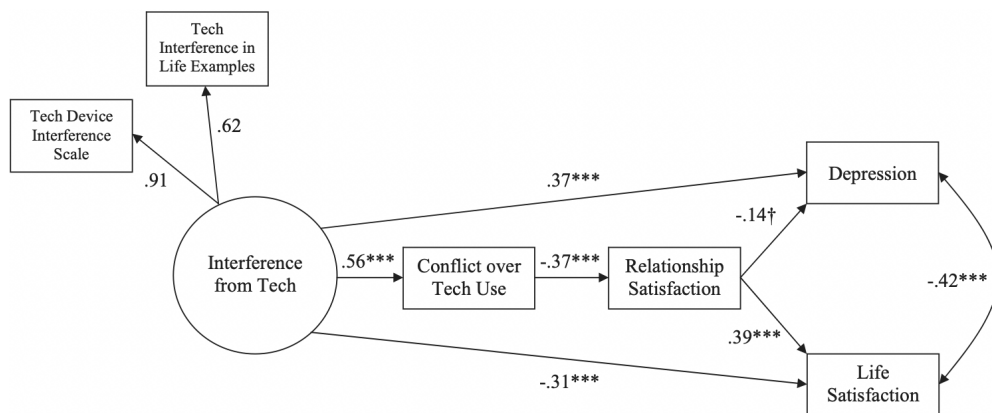 Tech
Interference in
Life Examples
Tech Device
Interference
Scale
.62
.91
Depression
.37***
-.14†
Interference
from Tech
.56***
Conflict over
Tech Use
-.37***
Relationship
Satisfaction
-.42***
.39***
-.31***
Life
Satisfaction